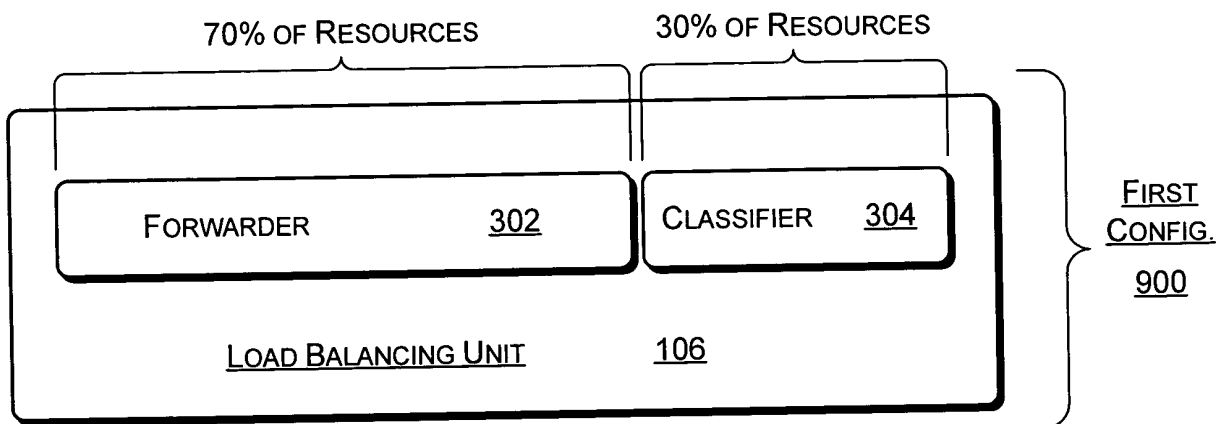 70% OF RESOURCES
30% OF RESOURCES
FORWARDER 302
CLASSIFIER 304
LOAD BALANCING UNIT 106
FIRST
CONFIG.
900